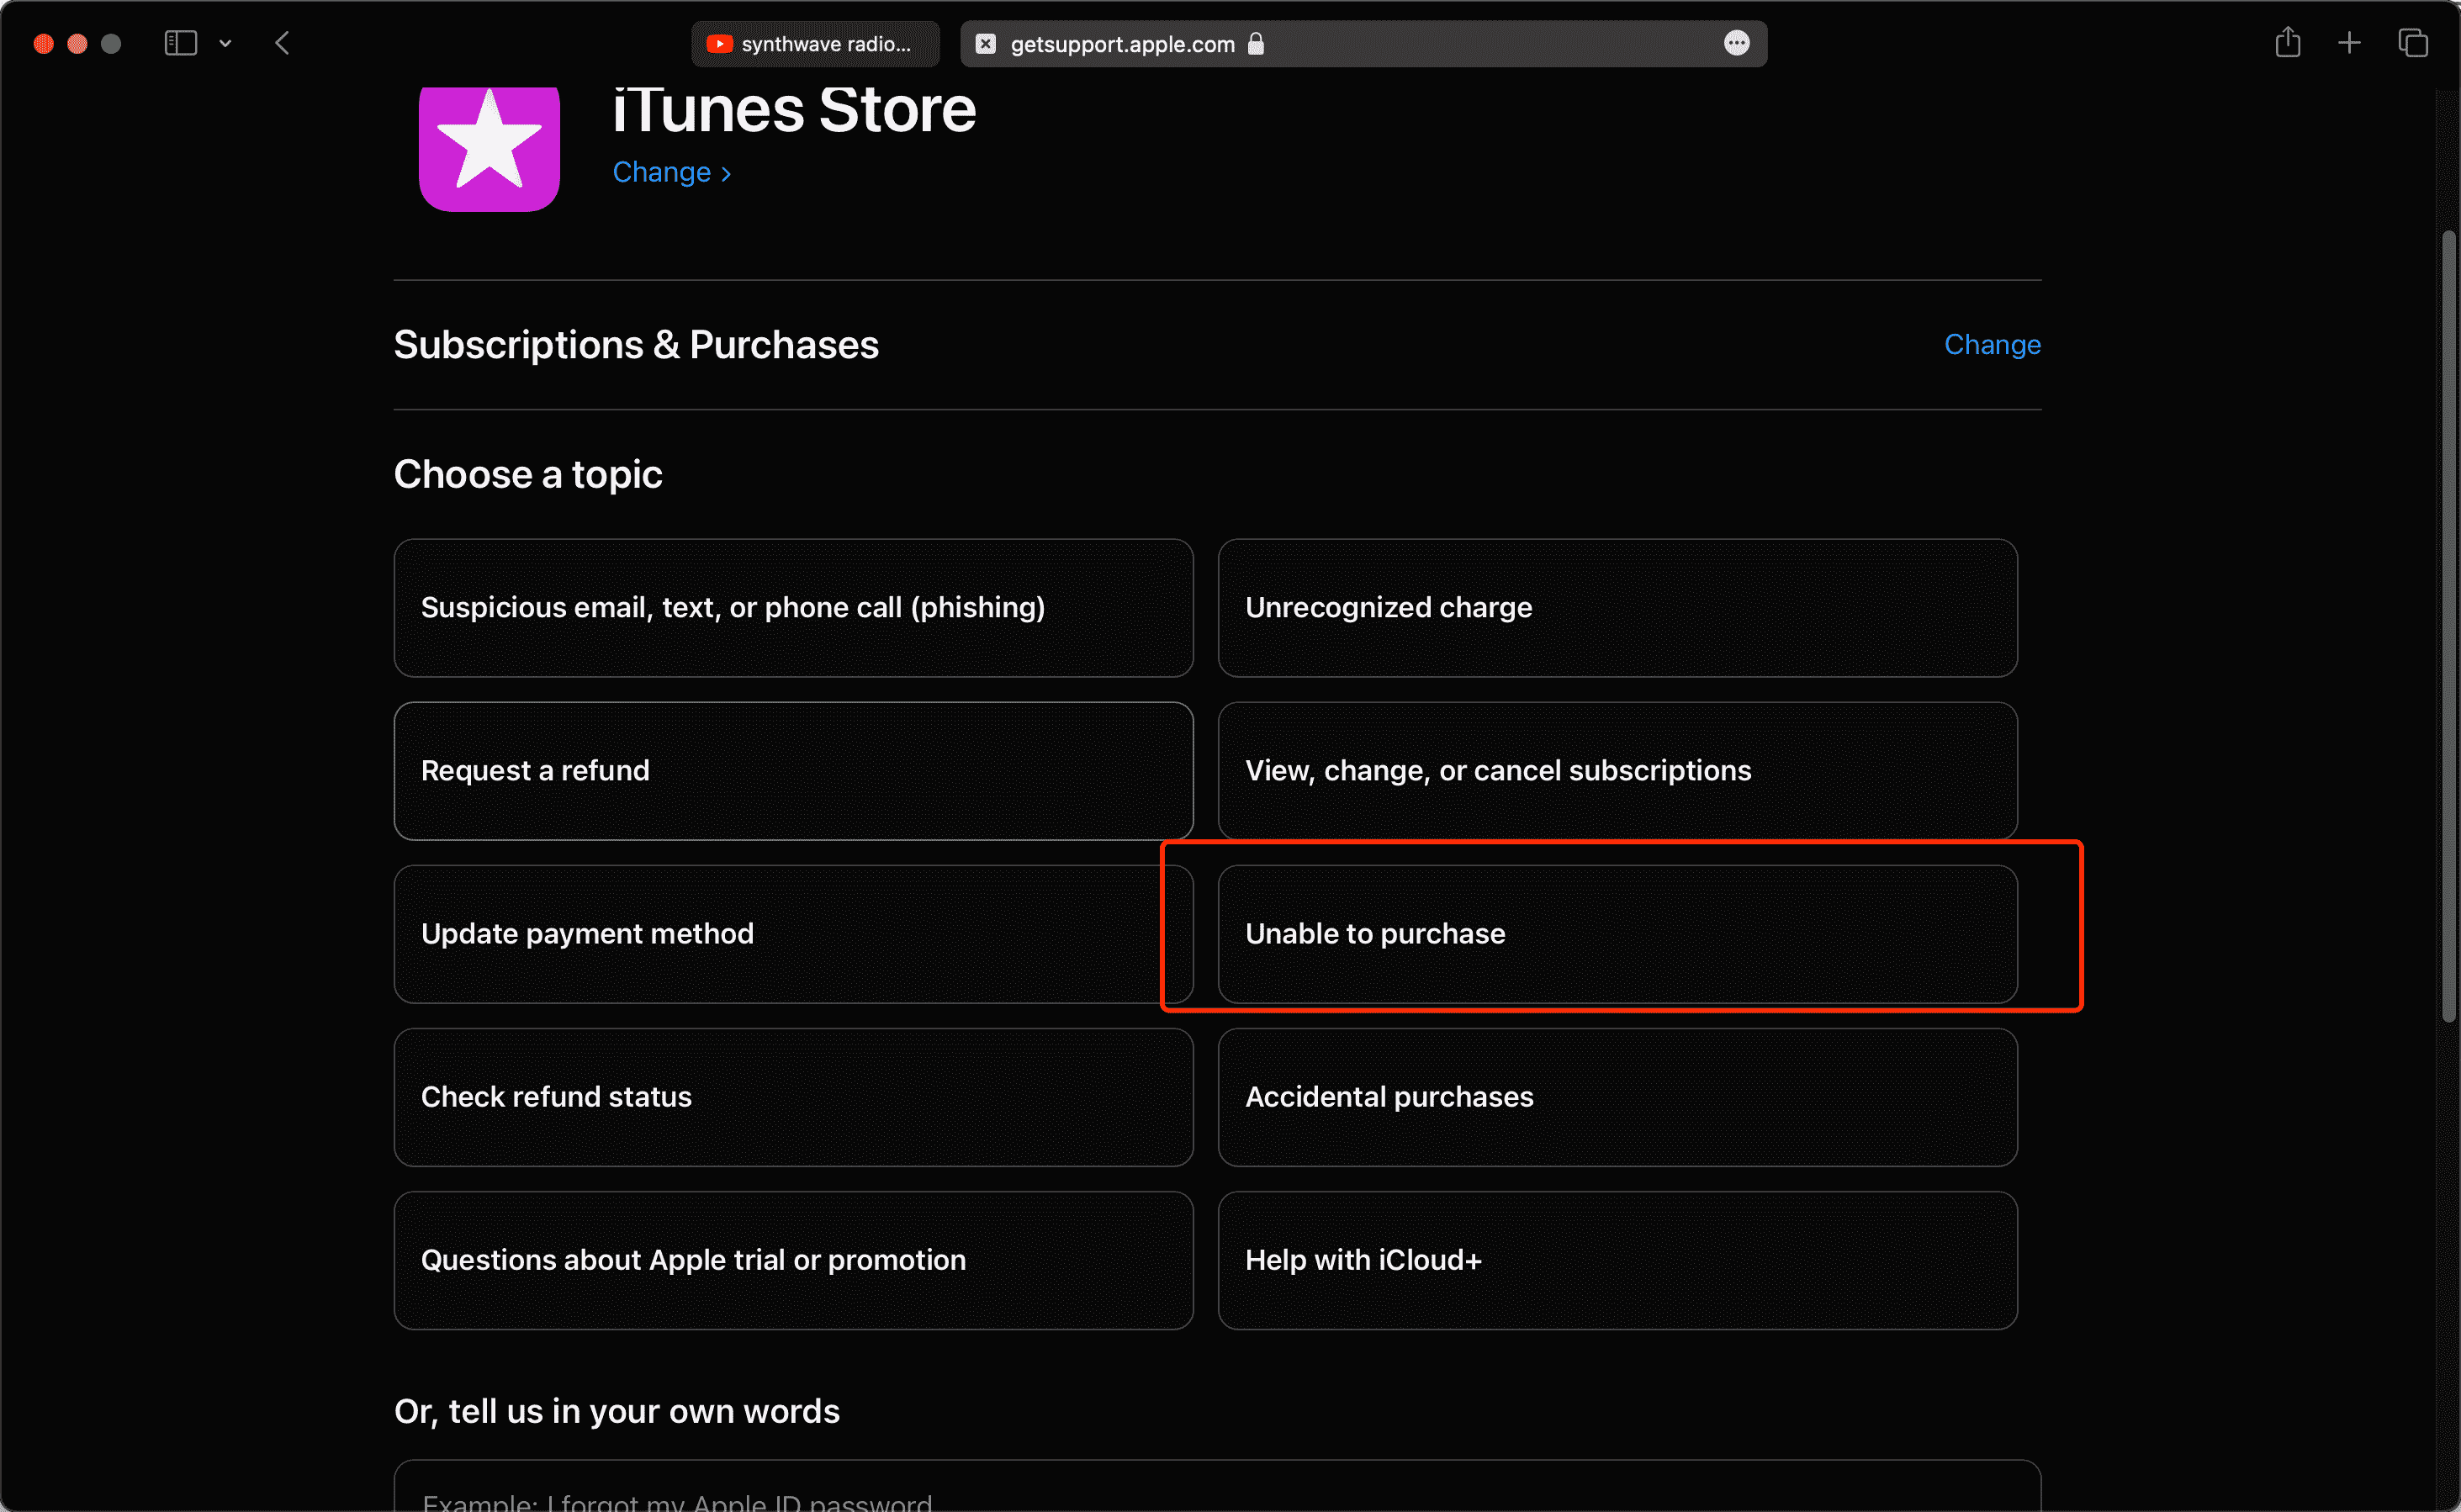 synthwave radio...
getsupport.apple.com
iTunes Store
Change
Subscriptions & Purchases
Change
Choose a topic
Suspicious email, text, or phone call (phishing)
Unrecognized charge
Request a refund
View, change, or cancel subscriptions
Update payment method
Unable to purchase
Check refund status
Accidental purchases
Questions about Apple trial or promotion
Help with iCloud+
Or, tell us in your own words
Example: I forgot my Apple ID password